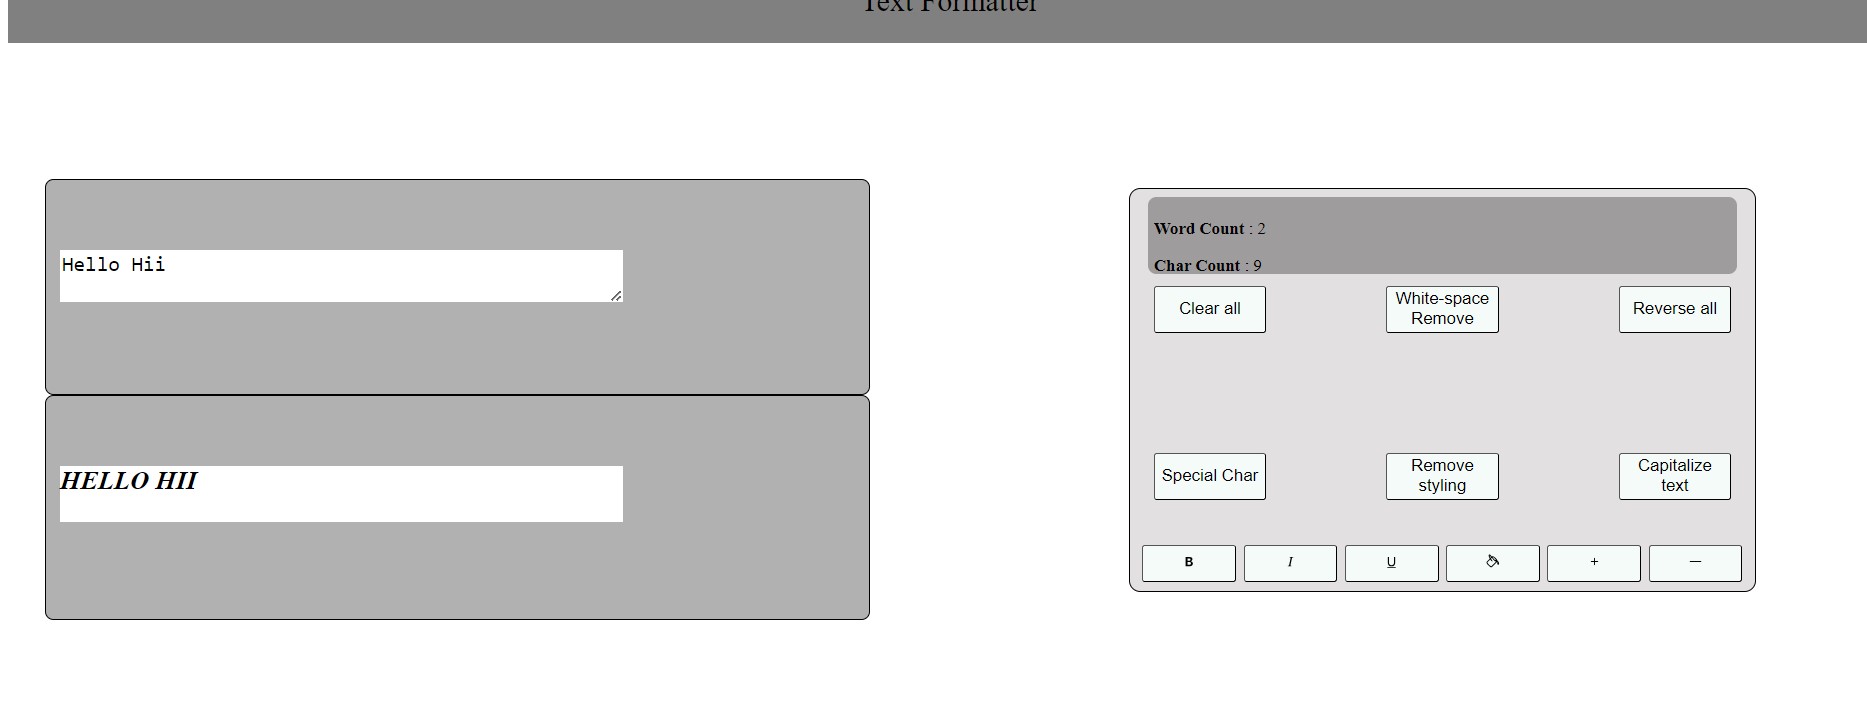 Text Formatter
Hello Hii
HELLO HII
Word Count : 2
Char Count : 9
Clear all
White-space
Remove
Reverse all
Special Char
Remove
styling
Capitalize
text
B
I
U
+
—